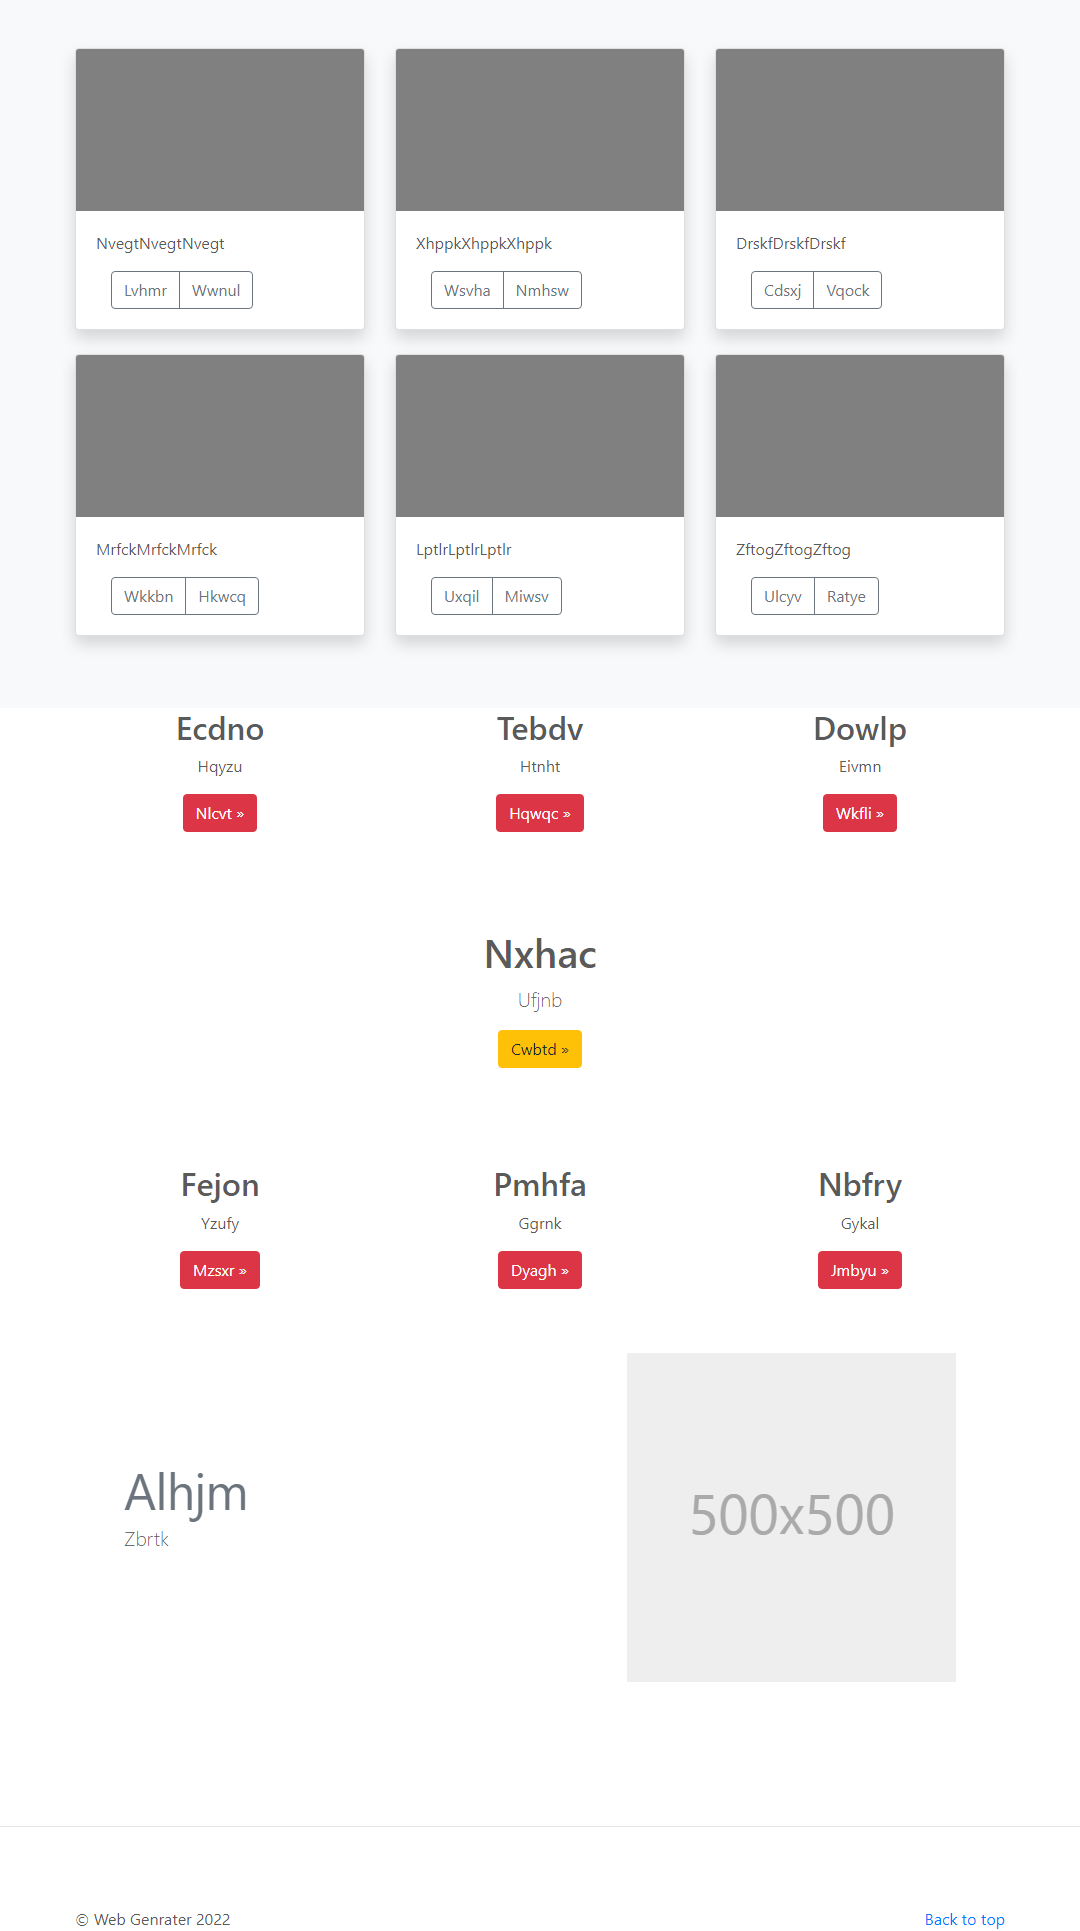 NvegtNvegtNvegt XhppkXhppkXhppk DrskfDrskfDrskf
Lvhmr Wwnul Wsvha Nmhsw Cdsxj Vqock
MrfckMrfckMrfck LptlrLptlrLptlr ZftogZftogZftog
Wkkbn Hkwcq Uxqil Miwsv Ulcyv Ratye
Ecdno Tebdv Dowlp
Hqyzu Htnht Eivmn
Nlcvt » Hqwqc » Wkfli »
Nxhac
Ufjnb
Cwbtd »
Fejon Pmhfa Nbfry
Yzufy Ggrnk Gykal
Mzsxr » Dyagh » Jmbyu »
Alhjm
Zbrtk
500x500
© Web Genrater 2022 Back to top